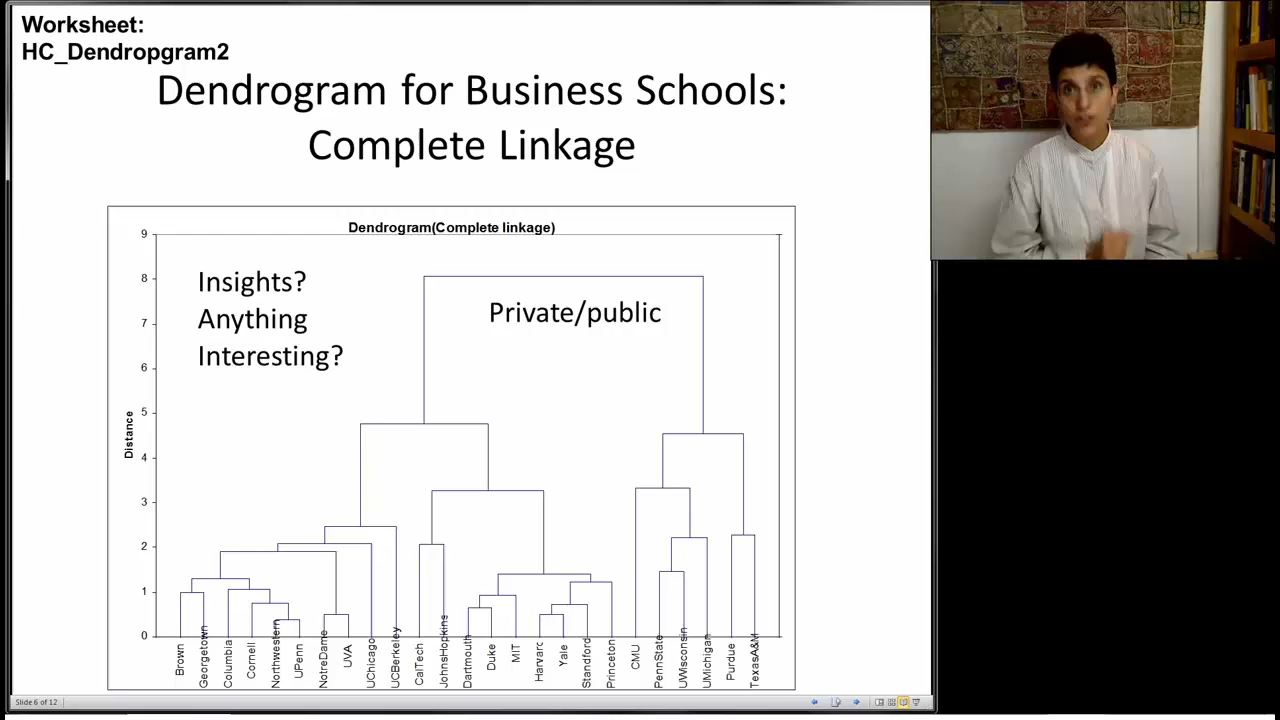 Worksheet:
HC_Dendropgram2
Dendrogram for Business Schools:
Complete Linkage
Dendrogram(Complete linkage)
Insights?
Anything
Interesting?
Private/public
Distance
9
8
7
6
5
4
3
2
1
0
Brown
Georgetown
Columbia
Cornell
Northwestern
UPenn
NotreDame
UVA
UChicago
UCBerkeley
CalTech
JohnsHopkins
Dartmouth
Duke
MIT
Harvard
Yale
Standford
Princeton
CMU
PennState
UWisconsin
UMichigan
Purdue
TexasA&M
Slide 6 of 12